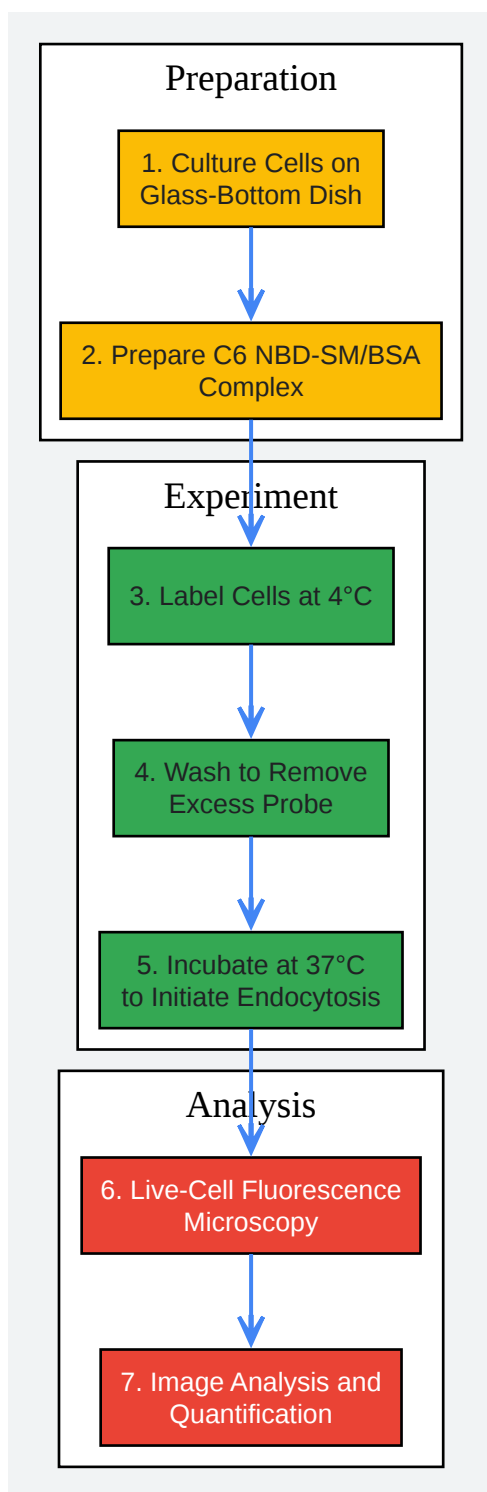 Preparation
1. Culture Cells on
Glass-Bottom Dish
2. Prepare C6 NBD-SM/BSA
Complex
Experiment
3. Label Cells at 4°C
4. Wash to Remove
Excess Probe
5. Incubate at 37°C
to Initiate Endocytosis
Analysis
6. Live-Cell Fluorescence
Microscopy
7. Image Analysis and
Quantification